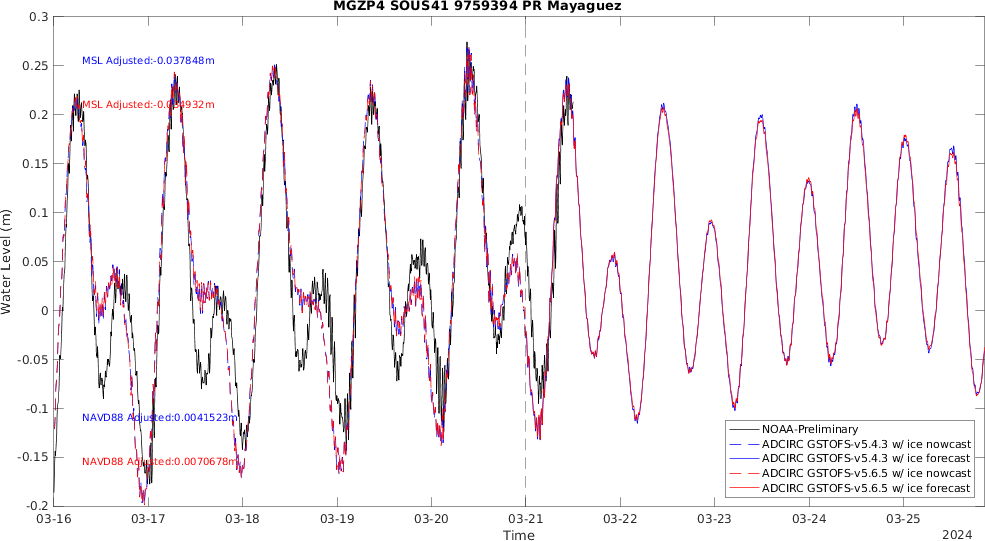 MGZP4 SOUS41 9759394 PR Mayaguez
0.3
0.25
0.2
0.15
0.1
0.05
0
-0.05
-0.1
-0.15
-0.2
Water Level (m)
MSL Adjusted:-0.037848m
MSL Adjusted:-0.034932m
NAVD88 Adjusted:0.0041523m
NAVD88 Adjusted:0.0070678m
NOAA-Preliminary
ADCIRC GSTOFS-v5.4.3 w/ ice nowcast
ADCIRC GSTOFS-v5.4.3 w/ ice forecast
ADCIRC GSTOFS-v5.6.5 w/ ice nowcast
ADCIRC GSTOFS-v5.6.5 w/ ice forecast
03-16 03-17 03-18 03-19 03-20 03-21 03-22 03-23 03-24 03-25
Time
2024